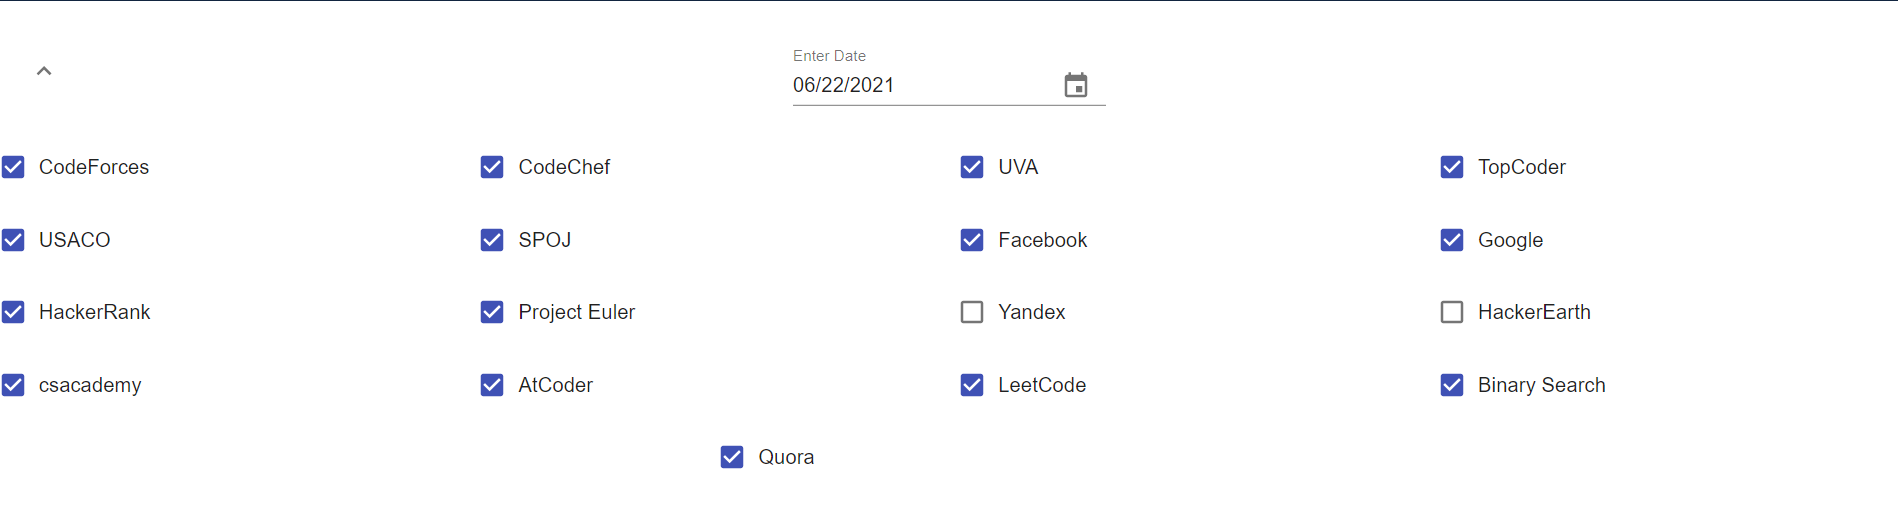 Enter Date
06/22/2021
CodeForces CodeChef UVA TopCoder
USACO SPOJ Facebook Google
HackerRank Project Euler Yandex HackerEarth
csacademy AtCoder LeetCode Binary Search
Quora